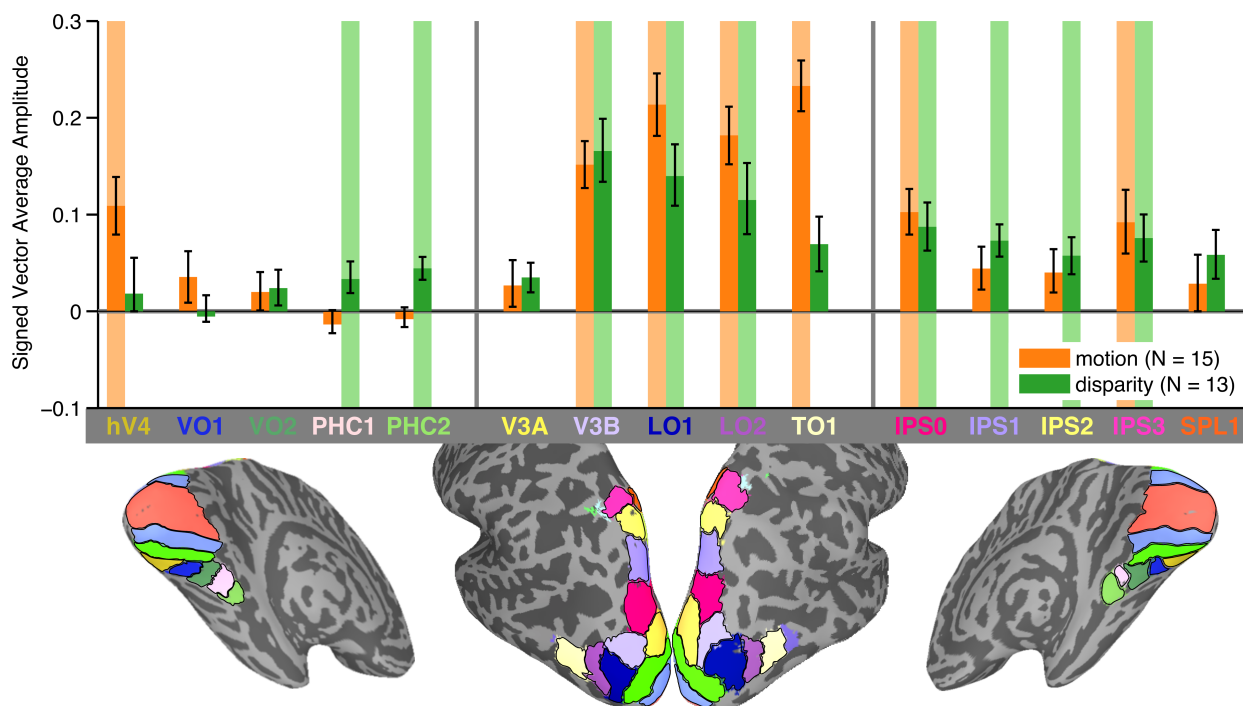 Signed Vector Average Amplitude
0.3
0.2
0.1
0
−0.1
motion (N = 15)
disparity (N = 13)
hV4 VO1 VO2 PHC1 PHC2 V3A V3B LO1 LO2 TO1 IPS0 IPS1 IPS2 IPS3 SPL1